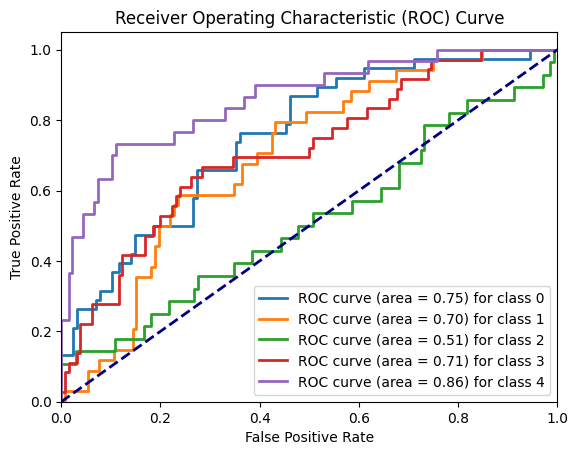 Receiver Operating Characteristic (ROC) Curve
True Positive Rate
1.0
0.8
0.6
0.4
0.2
0.0
ROC curve (area = 0.75) for class 0
ROC curve (area = 0.70) for class 1
ROC curve (area = 0.51) for class 2
ROC curve (area = 0.71) for class 3
ROC curve (area = 0.86) for class 4
0.0 0.2 0.4 0.6 0.8 1.0
False Positive Rate